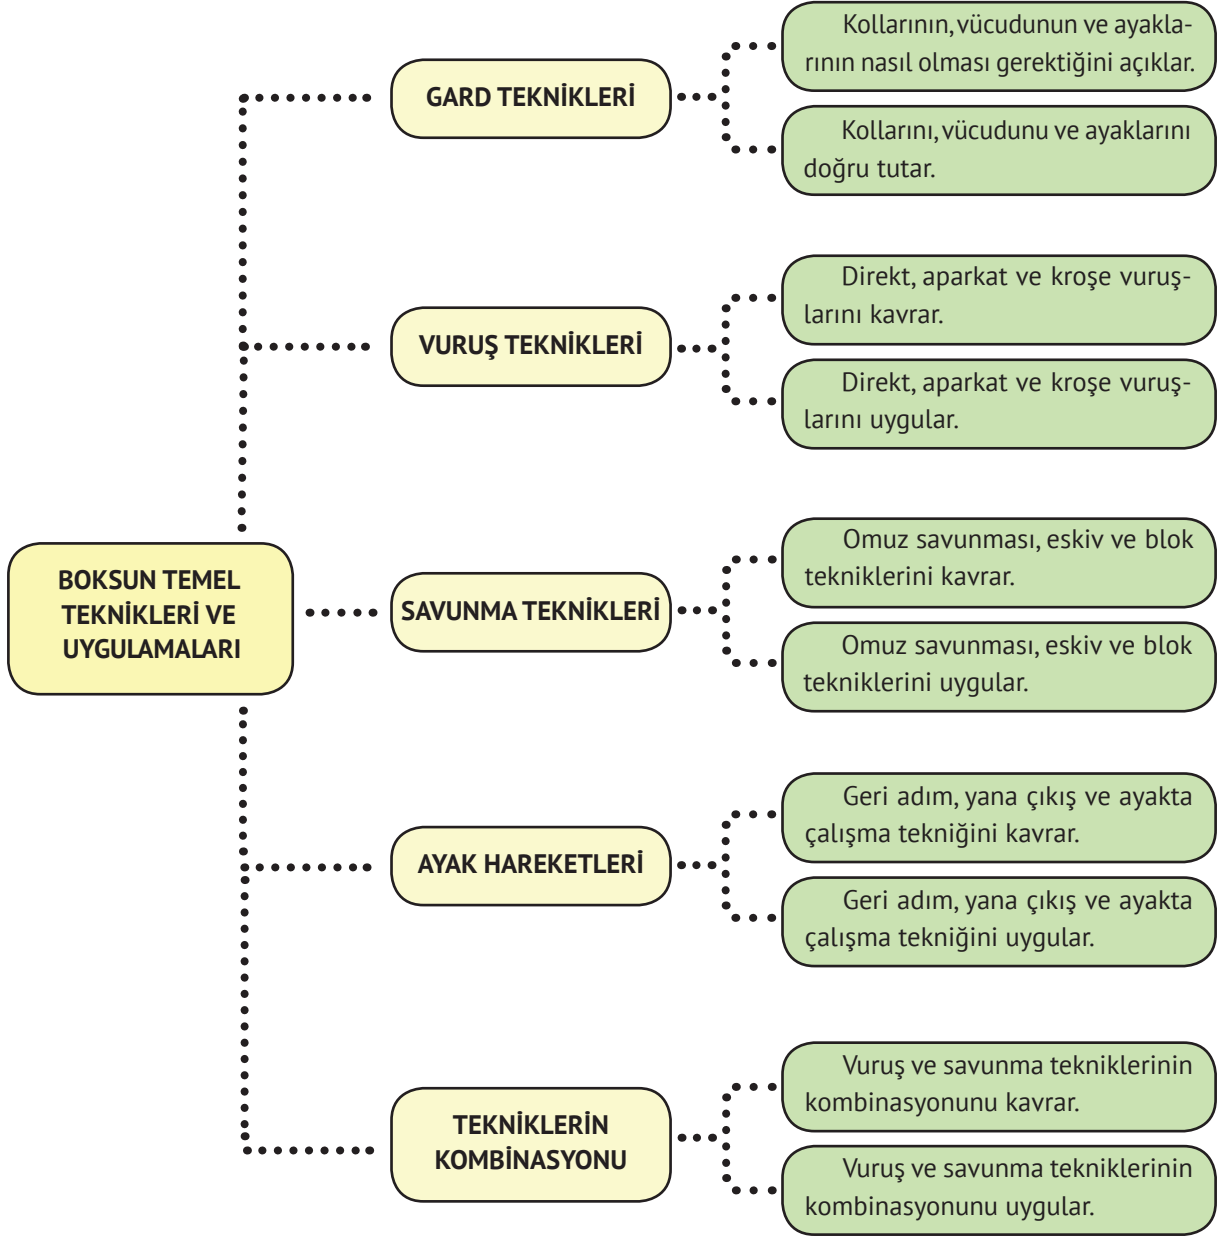 Kollarının, vücudunun ve ayakla-
rının nasıl olması gerektiğini açıklar.
GARD TEKNİKLERİ
Kollarını, vücudunu ve ayaklarını
doğru tutar.
Direkt, aparkat ve kroşe vuruş-
larını kavrar.
VURUŞ TEKNİKLERİ
Direkt, aparkat ve kroşe vuruş-
larını uygular.
BOKSUN TEMEL
TEKNİKLERİ VE
UYGULAMALARI
Omuz savunması, eskiv ve blok
tekniklerini kavrar.
SAVUNMA TEKNİKLERİ
Omuz savunması, eskiv ve blok
tekniklerini uygular.
Geri adım, yana çıkış ve ayakta
çalışma tekniğini kavrar.
AYAK HAREKETLERİ
Geri adım, yana çıkış ve ayakta
çalışma tekniğini uygular.
Vuruş ve savunma tekniklerinin
kombinasyonunu kavrar.
TEKNİKLERİN
KOMBİNASYONU
Vuruş ve savunma tekniklerinin
kombinasyonunu uygular.